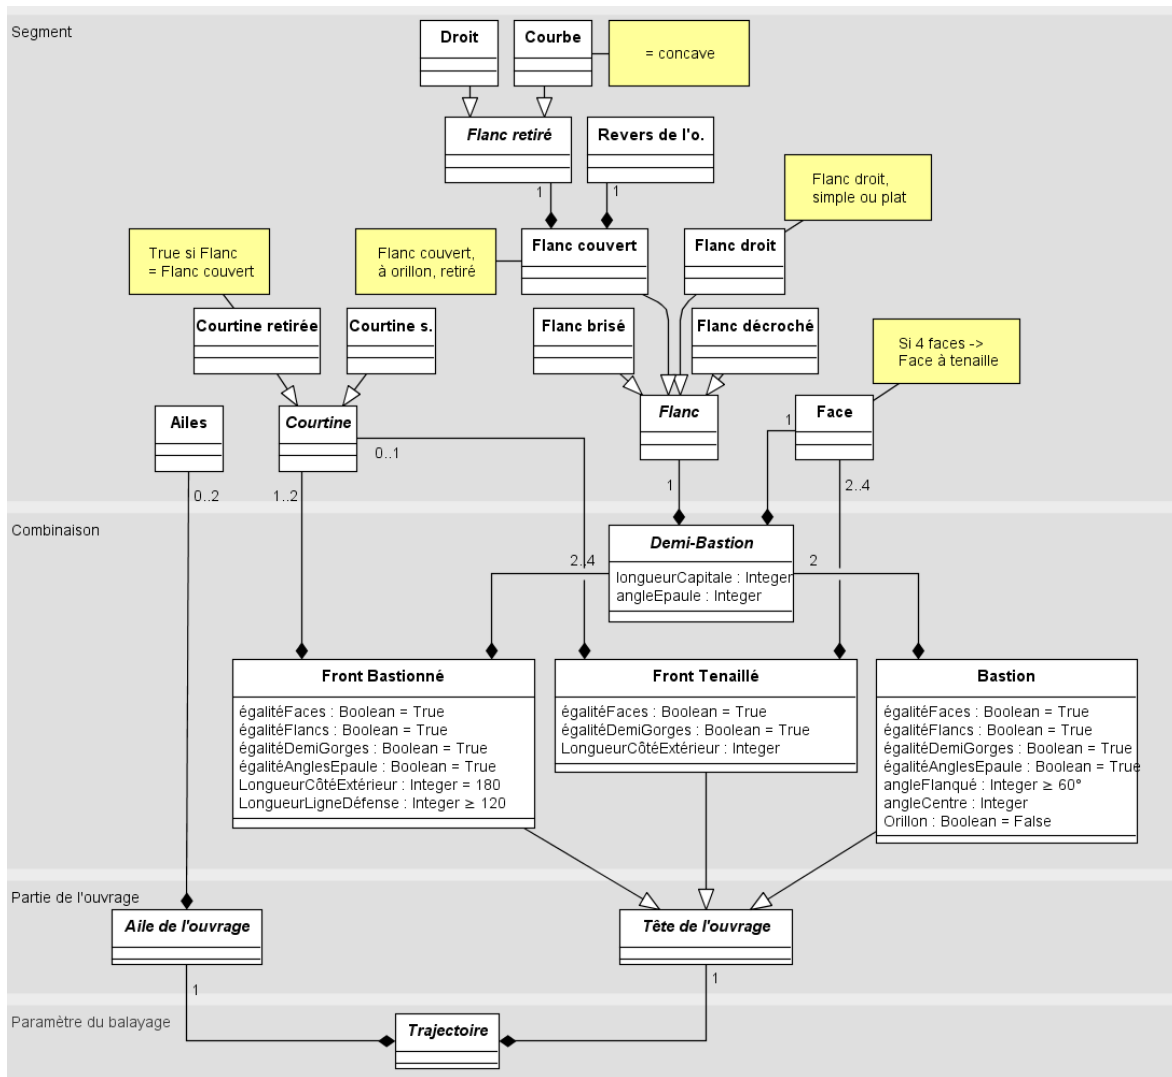 Segment
Droit
Courbe
= concave
Flanc retiré
Revers de l'o.
1
1
Flanc droit,
simple ou plat
True si Flanc
= Flanc couvert
Flanc couvert,
à orillon, retiré
Flanc couvert
Flanc droit
Courtine retirée
Courtine s.
Flanc brisé
Flanc décroché
Si 4 faces ->
Face à tenaille
Ailes
Courtine
Flanc
Face
0..1
1
0..2
1..2
1
2..4
Combinaison
Demi-Bastion
longueurCapitale : Integer
angleEpaule : Integer
2..4
2
Front Bastionné
égalitéFaces : Boolean = True
égalitéFlancs : Boolean = True
égalitéDemiGorges : Boolean = True
égalitéAnglesEpaule : Boolean = True
LongueurCôtéExtérieur : Integer = 180
LongueurLigneDéfense : Integer ≥ 120
Front Tenaillé
égalitéFaces : Boolean = True
égalitéDemiGorges : Boolean = True
LongueurCôtéExtérieur : Integer
Bastion
égalitéFaces : Boolean = True
égalitéFlancs : Boolean = True
égalitéDemiGorges : Boolean = True
égalitéAnglesEpaule : Boolean = True
angleFlanqué : Integer ≥ 60°
angleCentre : Integer
Orillon : Boolean = False
Partie de l'ouvrage
Aile de l'ouvrage
Tête de l'ouvrage
1
1
Paramètre du balayage
Trajectoire